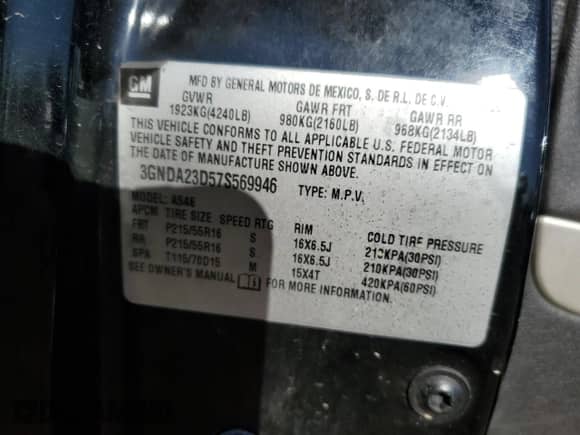 GM
MFD BY GENERAL MOTORS DE MEXICO, S. DE R.L. DE C.V.
GVWR GAWR FRT GAWR RR
1923KG(4240LB) 980KG(2160LB) 968KG(2134LB)
THIS VEHICLE CONFORMS TO ALL APPLICABLE U.S. FEDERAL MOTOR
VEHICLE SAFETY AND THEFT PREVENTION STANDARDS IN EFFECT ON
THE DATE OF MANUFACTURE SHOWN ABOVE.
3GNDA23D57S569946 TYPE: M.P.V.
MODEL: AS46
APCM TIRE SIZE SPEED RTG RIM COLD TIRE PRESSURE
FRT P215/55R16 S 16X6.5J 210KPA(30PSI)
RR P215/55R16 S 16X6.5J 210KPA(30PSI)
SPA T115/70D15 M 15X4T 420KPA(60PSI)
SEE OWNER'S MANUAL FOR MORE INFORMATION.